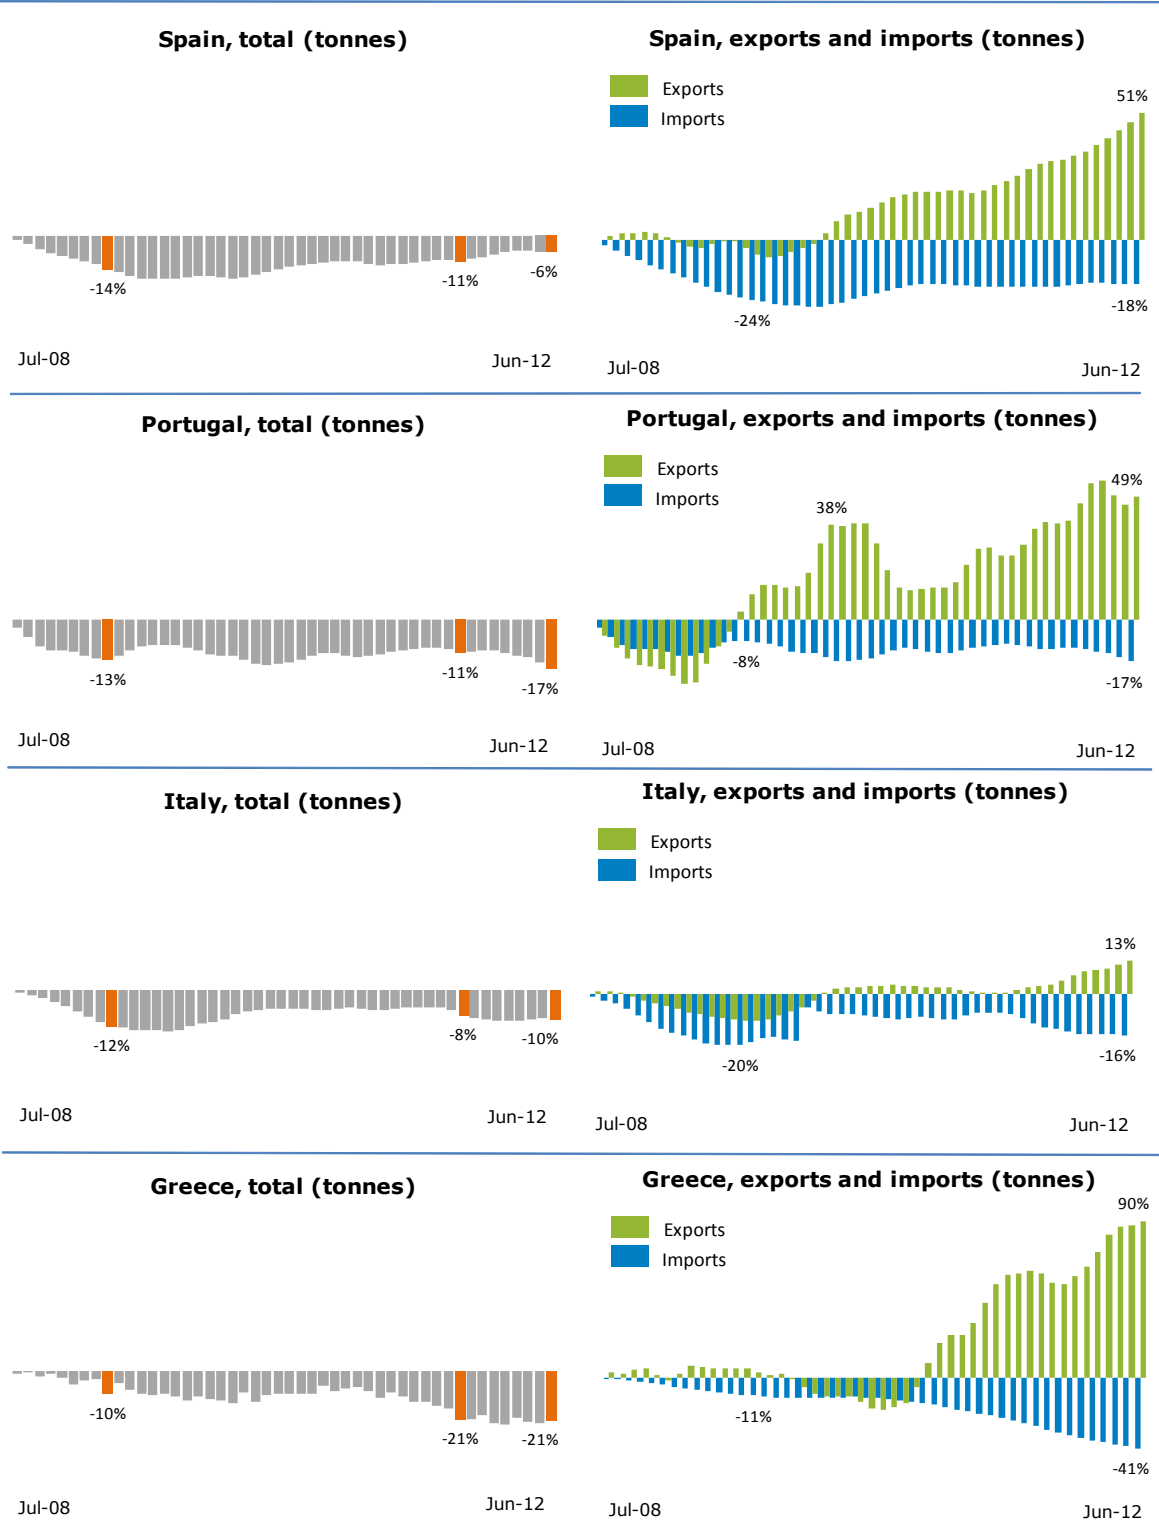 Spain, total (tonnes)
-14%
-11%
-6%
Jul-08
Jun-12
Spain, exports and imports (tonnes)
Exports
Imports
51%
-24%
-18%
Jul-08
Jun-12
Portugal, total (tonnes)
-13%
-11%
-17%
Jul-08
Jun-12
Portugal, exports and imports (tonnes)
Exports
Imports
38%
49%
-8%
-17%
Jul-08
Jun-12
Italy, total (tonnes)
-12%
-8%
-10%
Jul-08
Jun-12
Italy, exports and imports (tonnes)
Exports
Imports
13%
-20%
-16%
Jul-08
Jun-12
Greece, total (tonnes)
-10%
-21%
-21%
Jul-08
Jun-12
Greece, exports and imports (tonnes)
Exports
Imports
90%
-11%
-41%
Jul-08
Jun-12